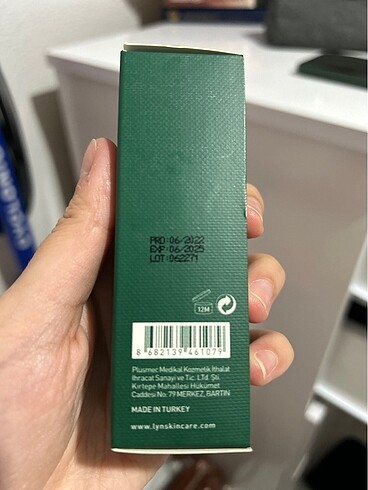 PRD:06/2022
EXP:06/2025
LOT:062271
12M
8 682139 461079
Plusmec Medikal Kozmetik İthalat
İhracat Sanayi ve Tic. LTd. Şti.
Kırtepe Mahallesi Hükümet
Caddesi No: 79 MERKEZ, BARTIN
MADE IN TURKEY
www.lynskincare.com